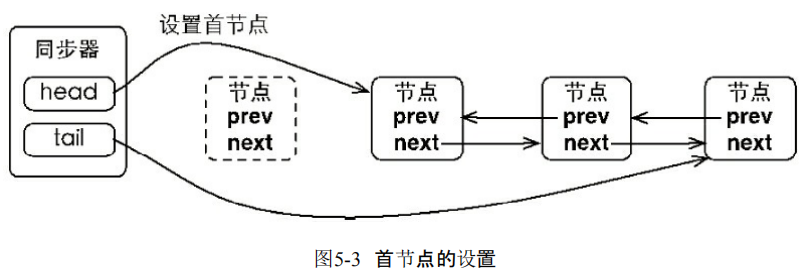 设置首节点
同步器
head
tail
节点
prev
next
节点
prev
next
节点
prev
next
节点
prev
next
图5-3 首节点的设置